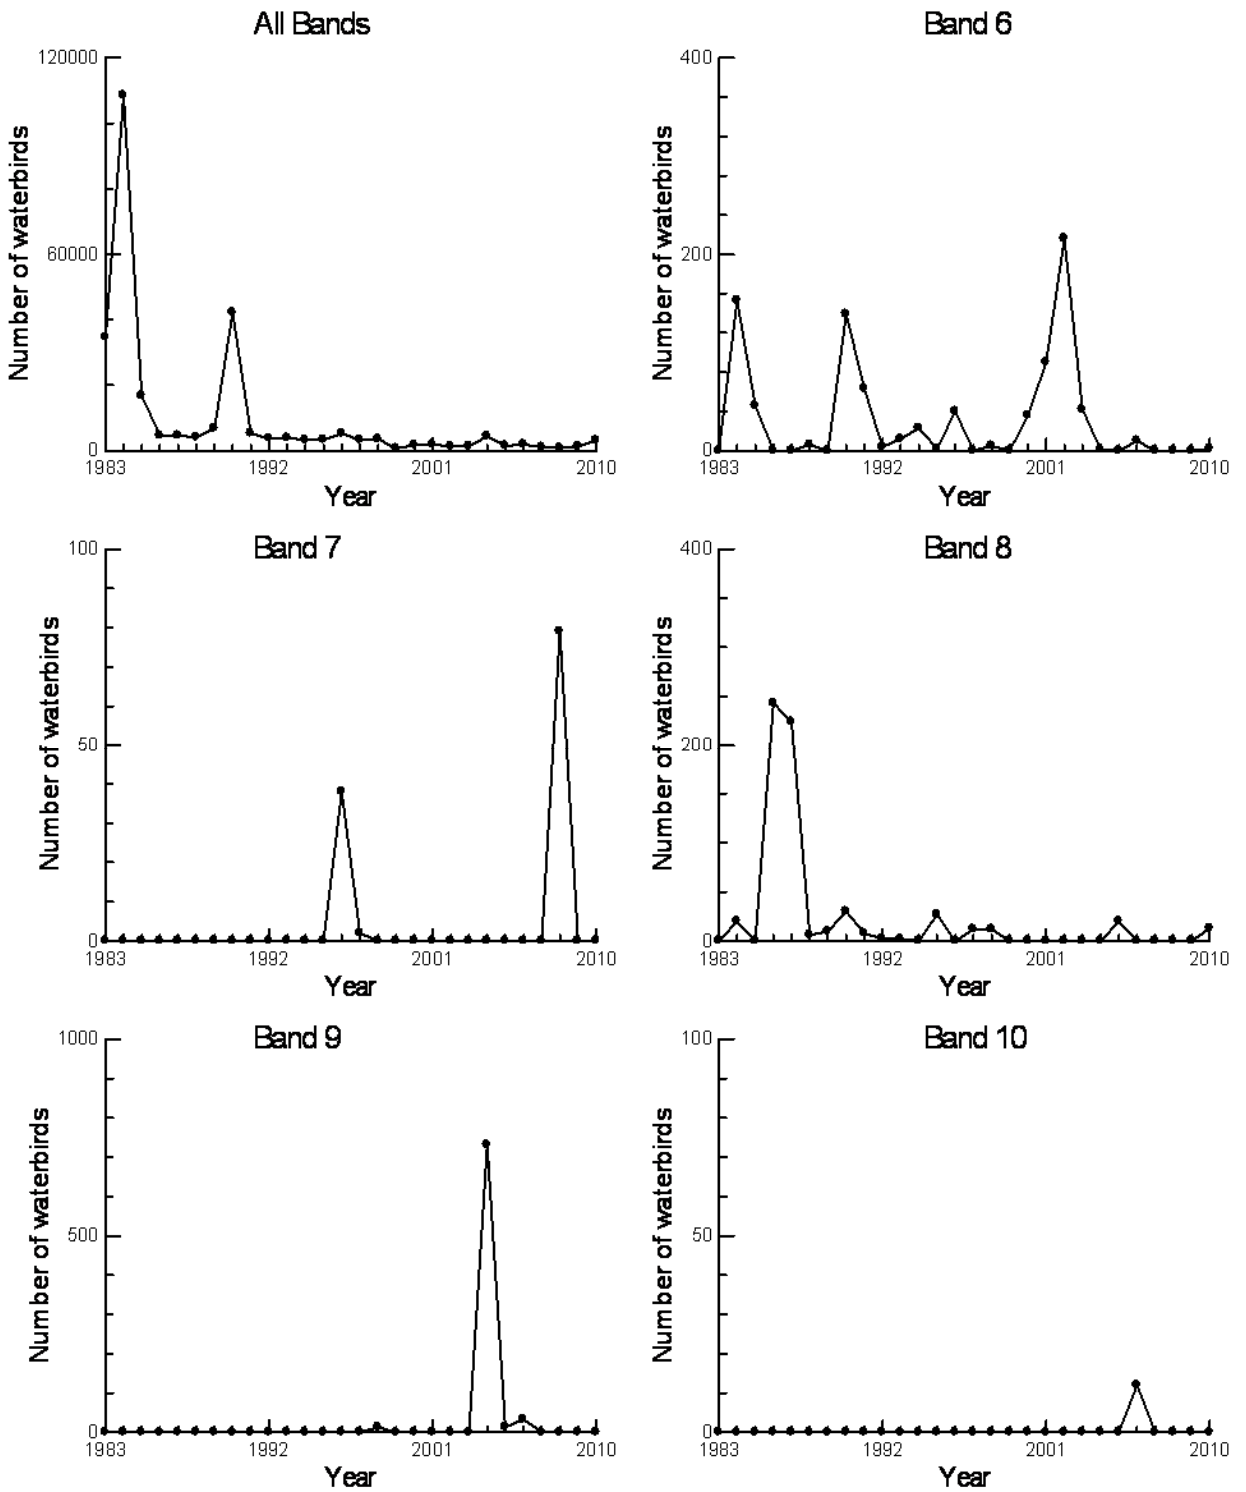 All Bands
Number of waterbirds
120000
60000
0
1983 1992 2001 2010
Year
Band 6
Number of waterbirds
400
200
0
1983 1992 2001 2010
Year
Band 7
Number of waterbirds
100
50
0
1983 1992 2001 2010
Year
Band 8
Number of waterbirds
400
200
0
1983 1992 2001 2010
Year
Band 9
Number of waterbirds
1000
500
0
1983 1992 2001 2010
Year
Band 10
Number of waterbirds
100
50
0
1983 1992 2001 2010
Year